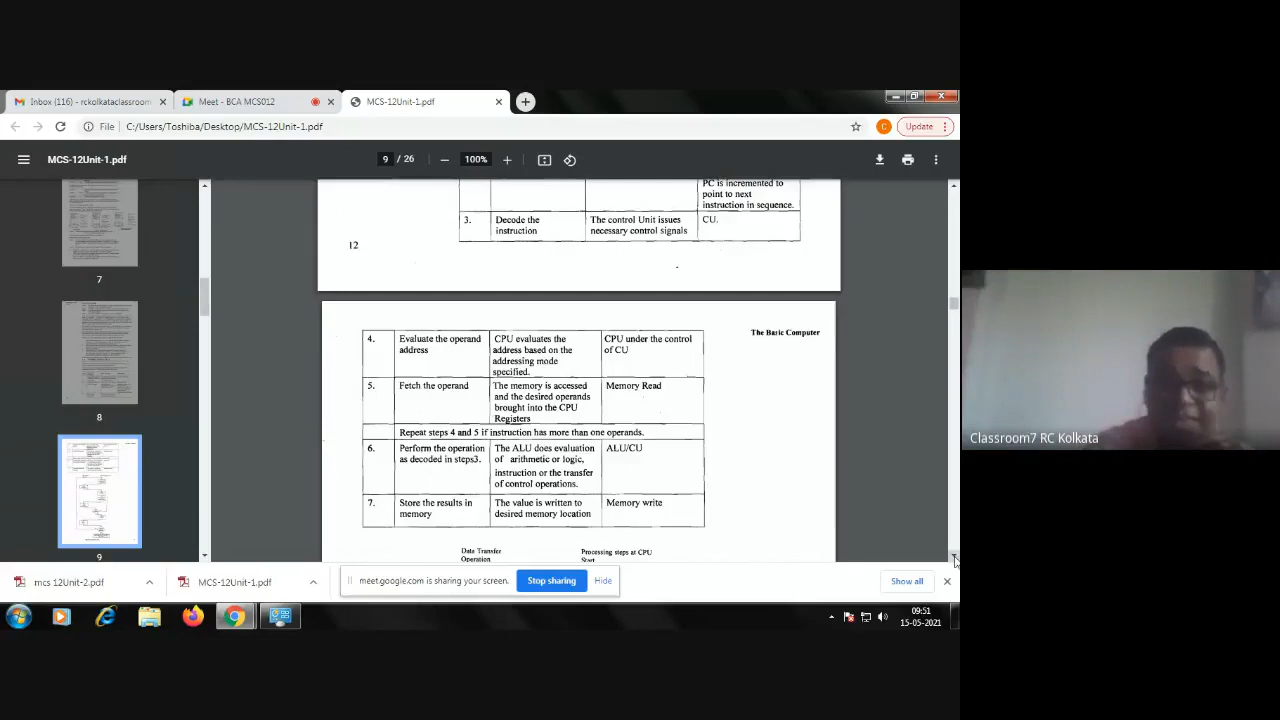 Inbox (116) - rckolkataclassroom
Meet - BCA MCS012
MCS-12Unit-1.pdf
File
C:/Users/Toshiba/Desktop/MCS-12Unit-1.pdf
Update
MCS-12Unit-1.pdf
9 / 26
100%
7
8
9
PC is incremented to
point to next
instruction in sequence.
3.
Decode the
instruction
The control Unit issues
necessary control signals
CU.
12
The Basic Computer
4.
Evaluate the operand
address
CPU evaluates the
address based on the
addressing mode
specified.
CPU under the control
of CU
5.
Fetch the operand
The memory is accessed
and the desired operands
brought into the CPU
Registers
Memory Read
Repeat steps 4 and 5 if instruction has more than one operands.
6.
Perform the operation
as decoded in steps3.
The ALU does evaluation
of arithmetic or logic,
instruction or the transfer
of control operations.
ALU/CU
7.
Store the results in
memory
The value is written to
desired memory location
Memory write
Data Transfer
Operation
Processing steps at CPU
Start
mcs 12Unit-2.pdf
MCS-12Unit-1.pdf
meet.google.com is sharing your screen.
Stop sharing
Hide
Show all
09:51
15-05-2021
Classroom7 RC Kolkata